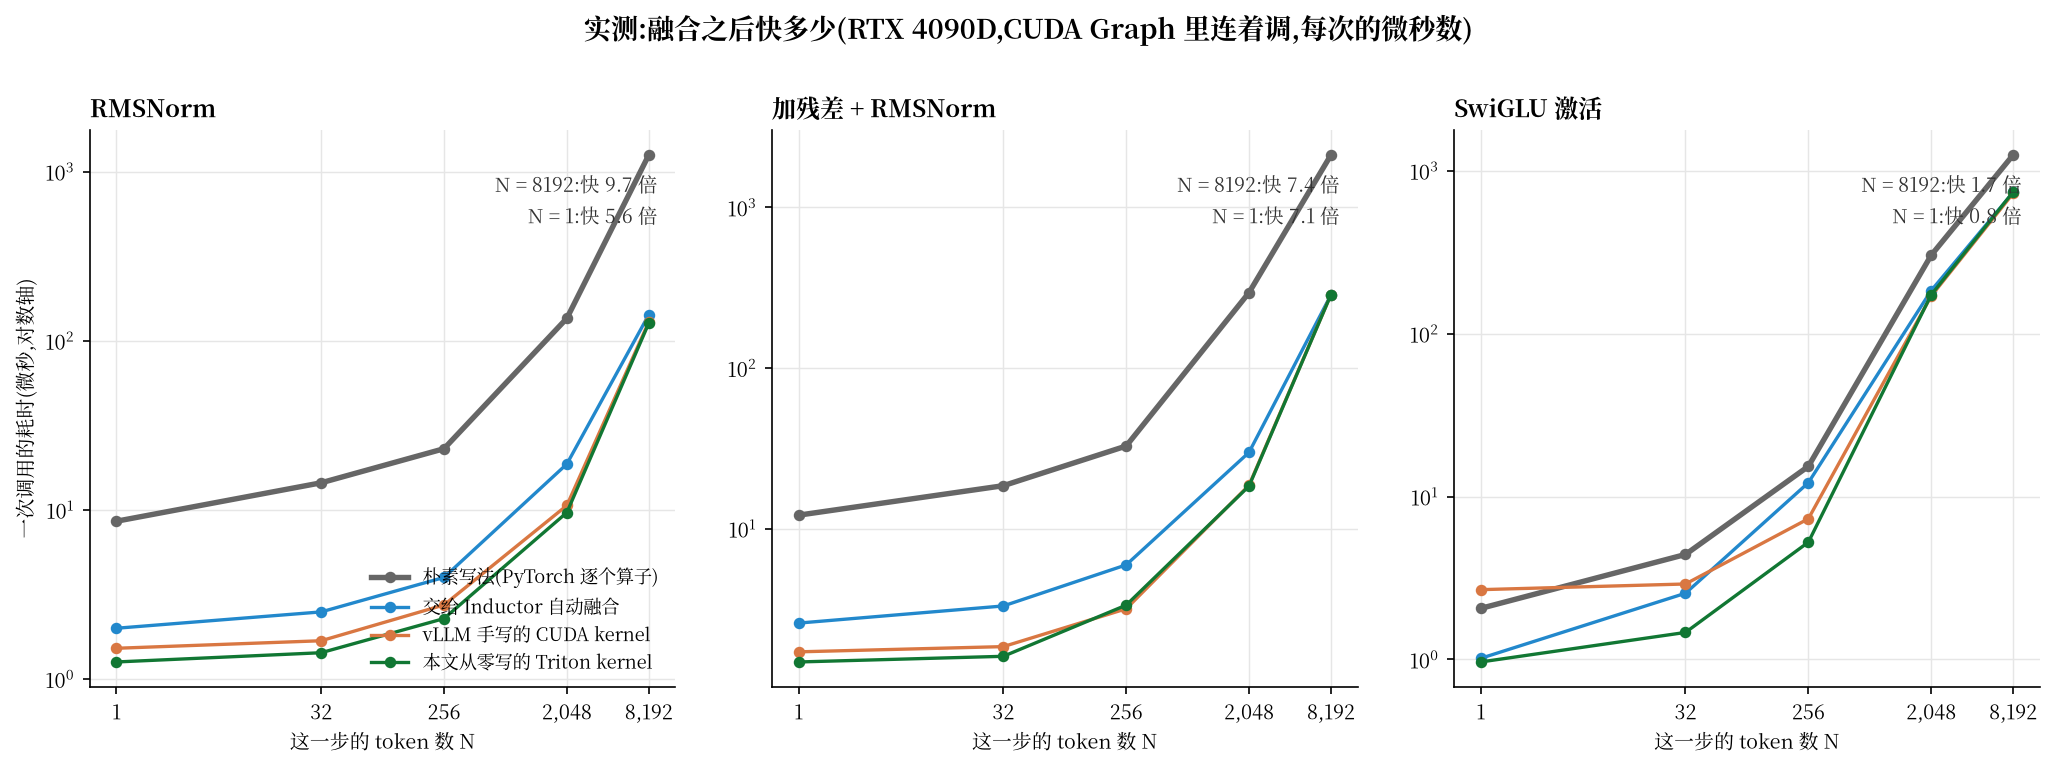 实测:融合之后快多少(RTX 4090D,CUDA Graph 里连着调,每次的微秒数)
RMSNorm
一次调用的耗时(微秒,对数轴)
10³
10²
10¹
10⁰
N = 8192:快 9.7 倍
N = 1:快 5.6 倍
朴素写法(PyTorch 逐个算子)
交给 Inductor 自动融合
vLLM 手写的 CUDA kernel
本文从零写的 Triton kernel
1 32 256 2,048 8,192
这一步的 token 数 N
加残差 + RMSNorm
10³
10²
10¹
N = 8192:快 7.4 倍
N = 1:快 7.1 倍
1 32 256 2,048 8,192
这一步的 token 数 N
SwiGLU 激活
10³
10²
10¹
10⁰
N = 8192:快 1.7 倍
N = 1:快 0.8 倍
1 32 256 2,048 8,192
这一步的 token 数 N